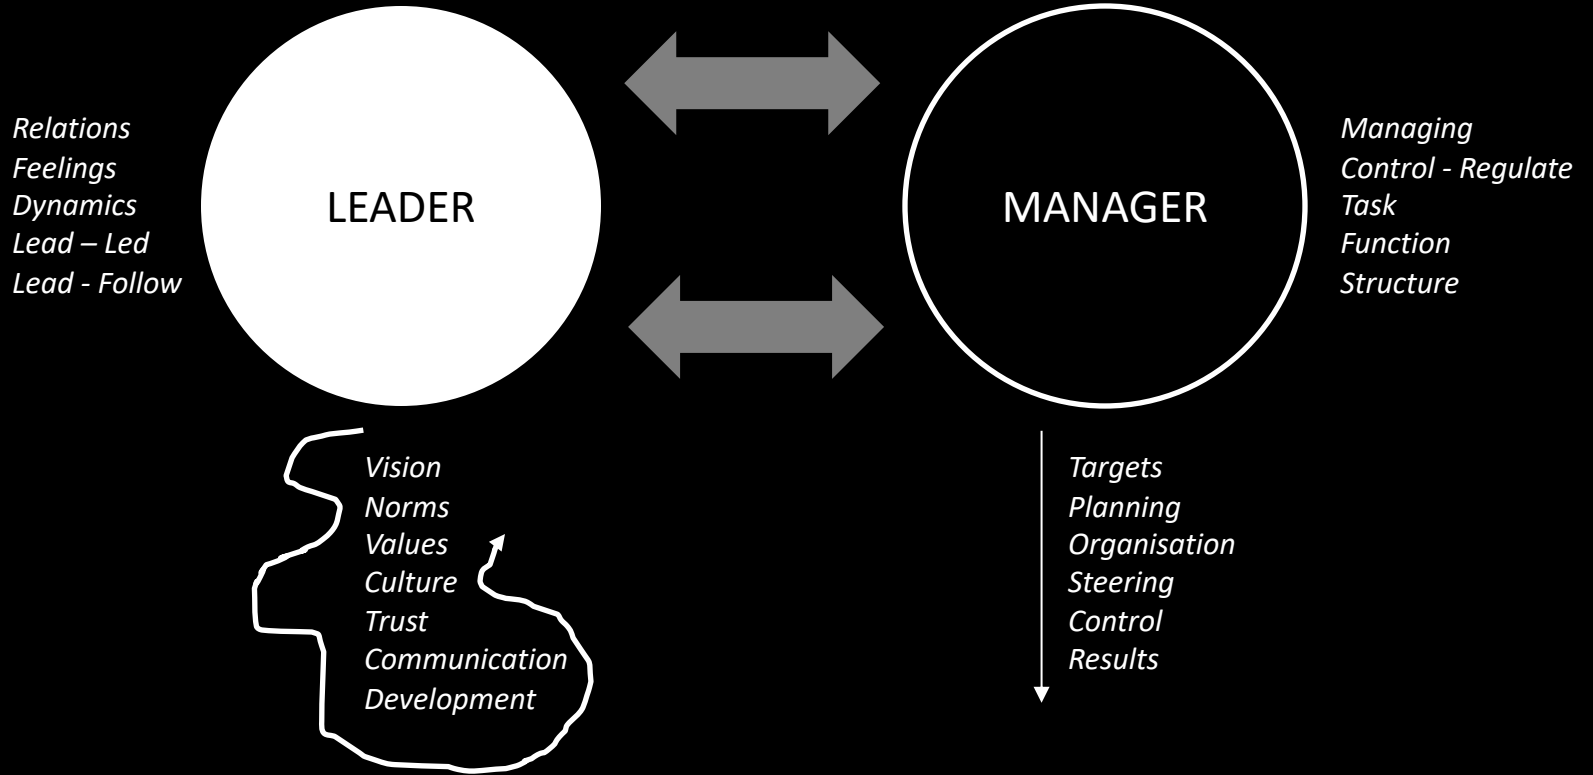 Relations
Feelings
Dynamics
Lead – Led
Lead - Follow
LEADER
MANAGER
Managing
Control - Regulate
Task
Function
Structure
Vision
Norms
Values
Culture
Trust
Communication
Development
Targets
Planning
Organisation
Steering
Control
Results